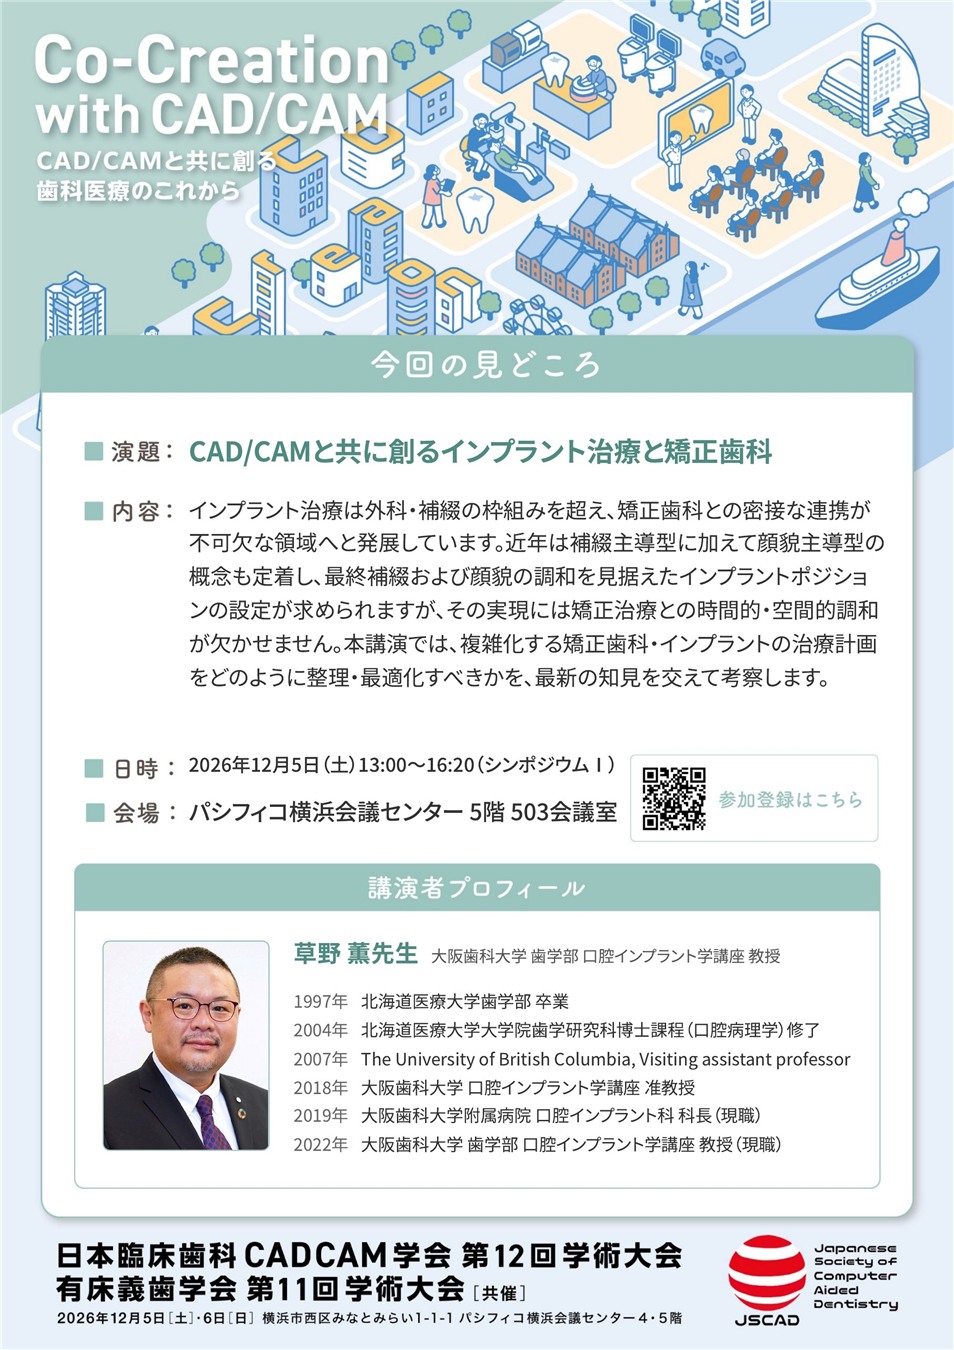 Co-Creation
with CAD/CAM
CAD/CAMと共に創る
歯科医療のこれから
今回の見どころ
演題：CAD/CAMと共に創るインプラント治療と矯正歯科
内容：インプラント治療は外科・補綴の枠組みを超え、矯正歯科との密接な連携が
不可欠な領域へと発展しています。近年は補綴主導型に加えて顔貌主導型の
概念も定着し、最終補綴および顔貌の調和を見据えたインプラントポジショ
ンの設定が求められますが、その実現には矯正治療との時間的・空間的調和
が欠かせません。本講演では、複雑化する矯正歯科・インプラントの治療計画
をどのように整理・最適化すべきかを、最新の知見を交えて考察します。
日時：2026年12月5日（土）13:00〜16:20（シンポジウムⅠ）
会場：パシフィコ横浜会議センター 5階 503会議室
参加登録はこちら
講演者プロフィール
草野 薫先生 大阪歯科大学 歯学部 口腔インプラント学講座 教授
1997年 北海道医療大学歯学部 卒業
2004年 北海道医療大学大学院歯学研究科博士課程（口腔病理学）修了
2007年 The University of British Columbia, Visiting assistant professor
2018年 大阪歯科大学 口腔インプラント学講座 准教授
2019年 大阪歯科大学附属病院 口腔インプラント科 科長（現職）
2022年 大阪歯科大学 歯学部 口腔インプラント学講座 教授（現職）
日本臨床歯科CADCAM学会 第12回学術大会
有床義歯学会 第11回学術大会［共催］
2026年12月5日［土］・6日［日］ 横浜市西区みなとみらい1-1-1 パシフィコ横浜会議センター4・5階
JSCAD
Japanese
Society of
Computer
Aided
Dentistry